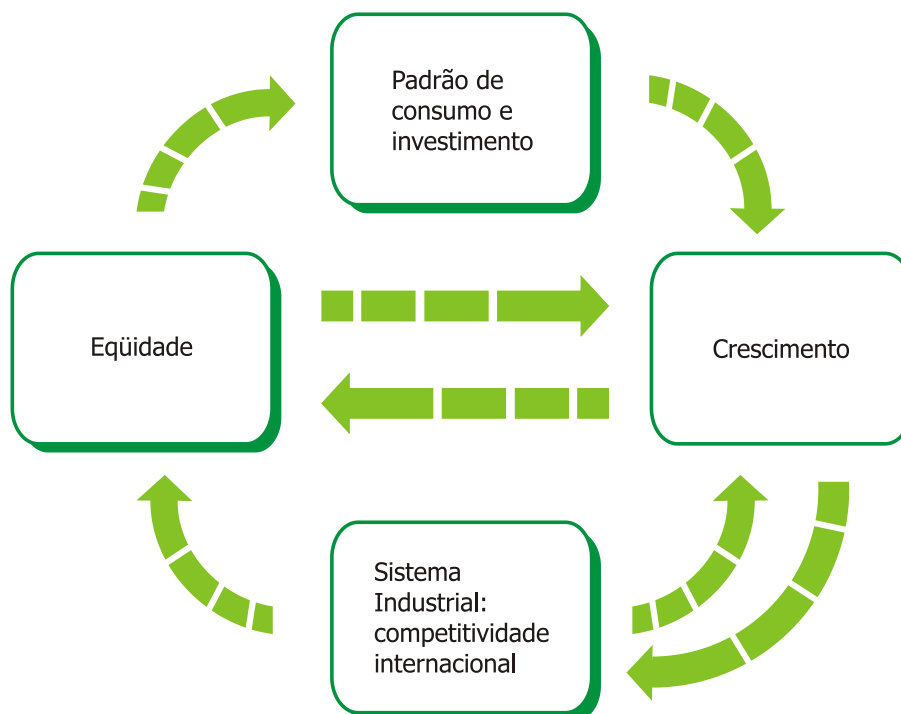 Padrão de
consumo e
investimento
Eqüidade
Crescimento
Sistema
Industrial:
competitividade
internacional